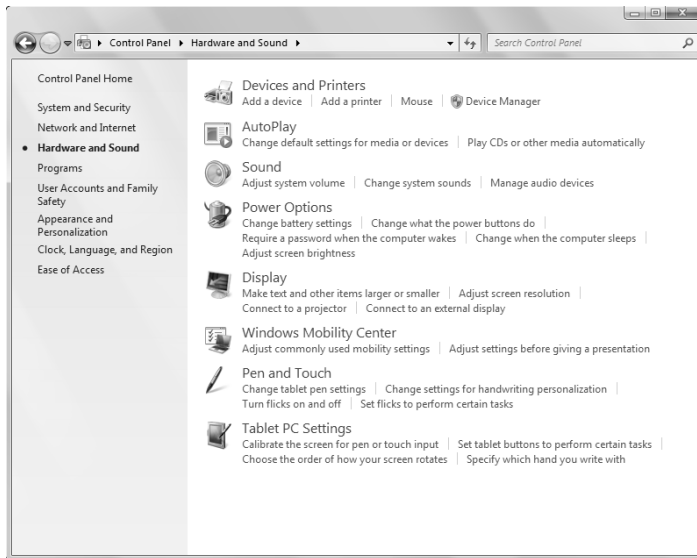 Control Panel ▸ Hardware and Sound ▸
Search Control Panel
Control Panel Home
System and Security
Network and Internet
Hardware and Sound
Programs
User Accounts and Family
Safety
Appearance and
Personalization
Clock, Language, and Region
Ease of Access
Devices and Printers
Add a device | Add a printer | Mouse | Device Manager
AutoPlay
Change default settings for media or devices | Play CDs or other media automatically
Sound
Adjust system volume | Change system sounds | Manage audio devices
Power Options
Change battery settings | Change what the power buttons do |
Require a password when the computer wakes | Change when the computer sleeps |
Adjust screen brightness
Display
Make text and other items larger or smaller | Adjust screen resolution |
Connect to a projector | Connect to an external display
Windows Mobility Center
Adjust commonly used mobility settings | Adjust settings before giving a presentation
Pen and Touch
Change tablet pen settings | Change settings for handwriting personalization |
Turn flicks on and off | Set flicks to perform certain tasks
Tablet PC Settings
Calibrate the screen for pen or touch input | Set tablet buttons to perform certain tasks |
Choose the order of how your screen rotates | Specify which hand you write with